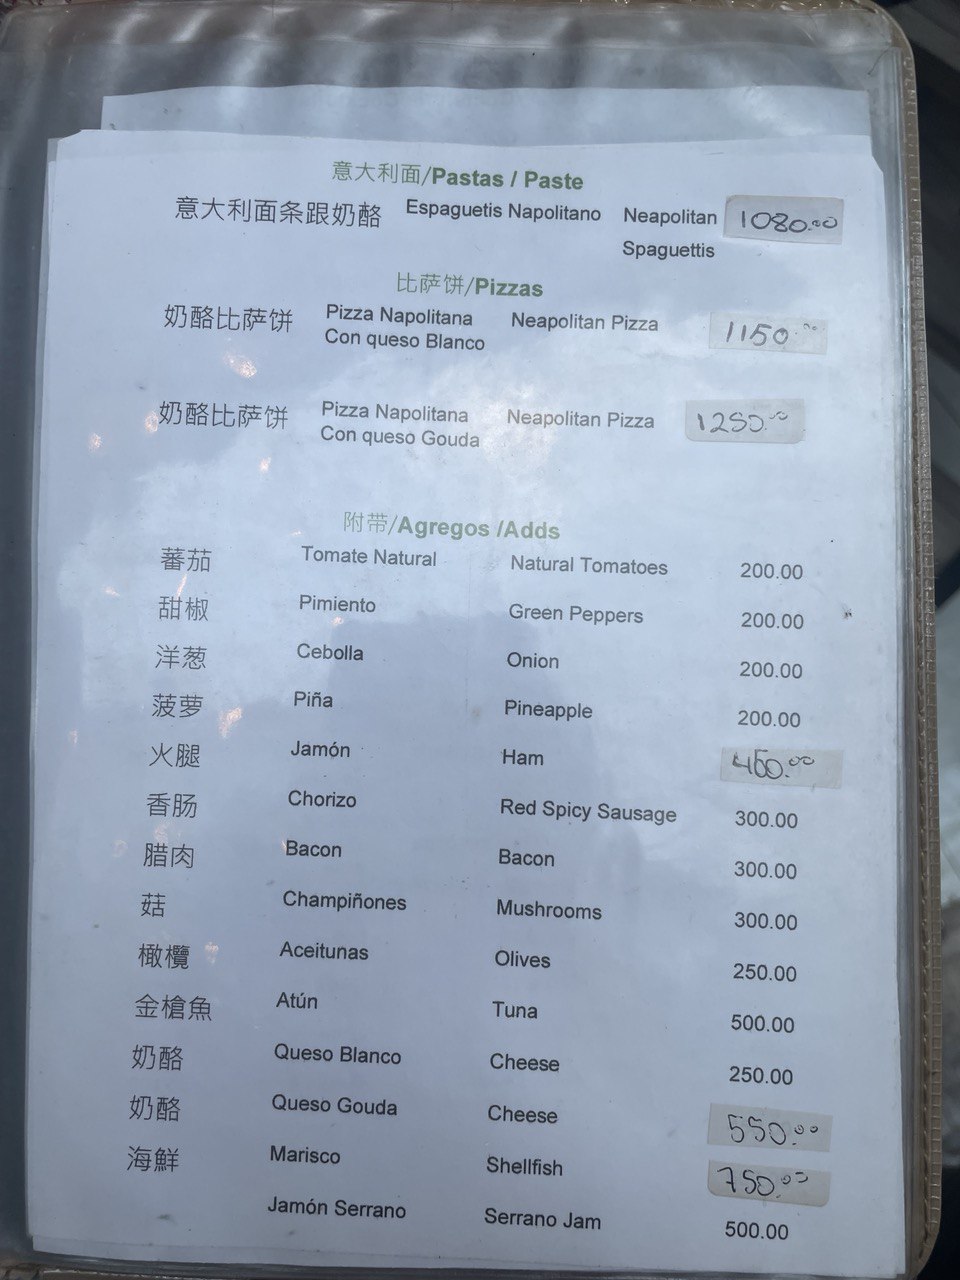 意大利面/Pastas / Paste
意大利面条跟奶酪 Espaguetis Napolitano Neapolitan 1080.00
Spaguettis
比萨饼/Pizzas
奶酪比萨饼 Pizza Napolitana Neapolitan Pizza 1150.00
Con queso Blanco
奶酪比萨饼 Pizza Napolitana Neapolitan Pizza 1250.00
Con queso Gouda
附带/Agregos /Adds
蕃茄 Tomate Natural Natural Tomatoes 200.00
甜椒 Pimiento Green Peppers 200.00
洋葱 Cebolla Onion 200.00
菠萝 Piña Pineapple 200.00
火腿 Jamón Ham 460.00
香肠 Chorizo Red Spicy Sausage 300.00
腊肉 Bacon Bacon 300.00
菇 Champiñones Mushrooms 300.00
橄欖 Aceitunas Olives 250.00
金槍魚 Atún Tuna 500.00
奶酪 Queso Blanco Cheese 250.00
奶酪 Queso Gouda Cheese 550.00
海鮮 Marisco Shellfish 750.00
Jamón Serrano Serrano Jam 500.00